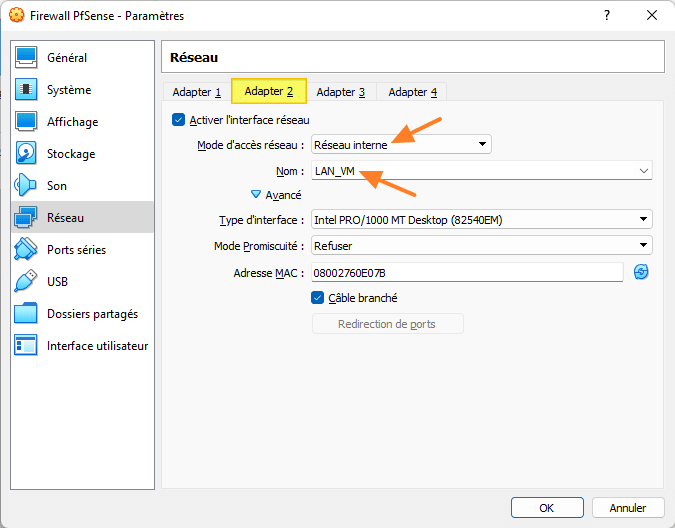 Firewall PfSense - Paramètres
?
Général
Système
Affichage
Stockage
Son
Réseau
Ports séries
USB
Dossiers partagés
Interface utilisateur
Réseau
Adapter 1 Adapter 2 Adapter 3 Adapter 4
Activer l'interface réseau
Mode d'accès réseau : Réseau interne
Nom : LAN_VM
Avancé
Type d'interface : Intel PRO/1000 MT Desktop (82540EM)
Mode Promiscuité : Refuser
Adresse MAC : 08002760E07B
Câble branché
Redirection de ports
OK Annuler